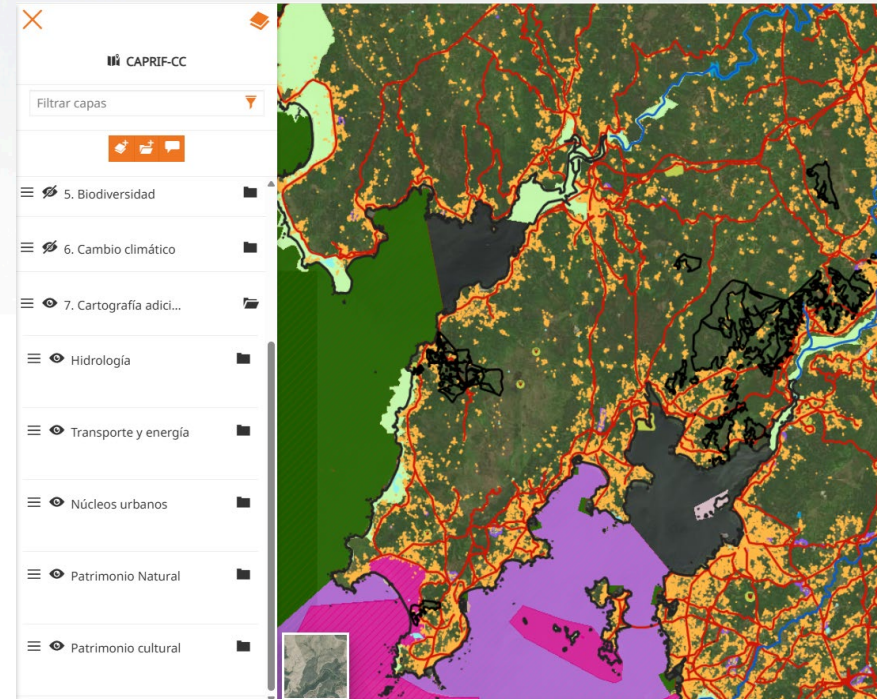 CAPRIF-CC
Filtrar capas
5. Biodiversidad
6. Cambio climático
7. Cartografía adici...
Hidrología
Transporte y energía
Núcleos urbanos
Patrimonio Natural
Patrimonio cultural